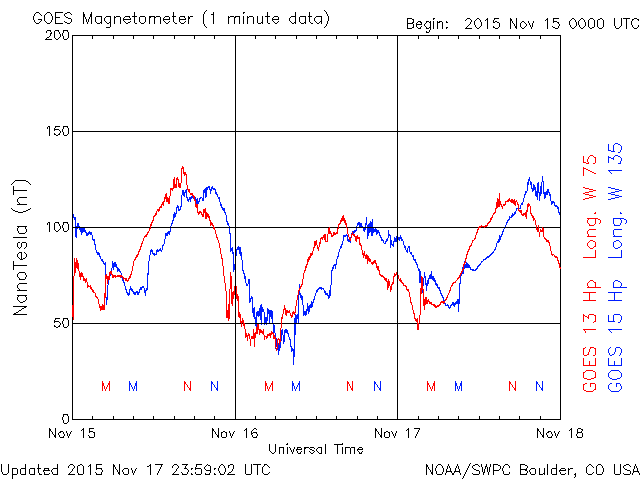 GOES Magnetometer (1 minute data)
Begin: 2015 Nov 15 0000 UTC
200
150
100
50
0
NanoTesla (nT)
M M N N M M N N M M N N
Nov 15 Nov 16 Nov 17 Nov 18
Universal Time
GOES 13 Hp Long. W 75
GOES 15 Hp Long. W 135
Updated 2015 Nov 17 23:59:02 UTC
NOAA/SWPC Boulder, CO USA